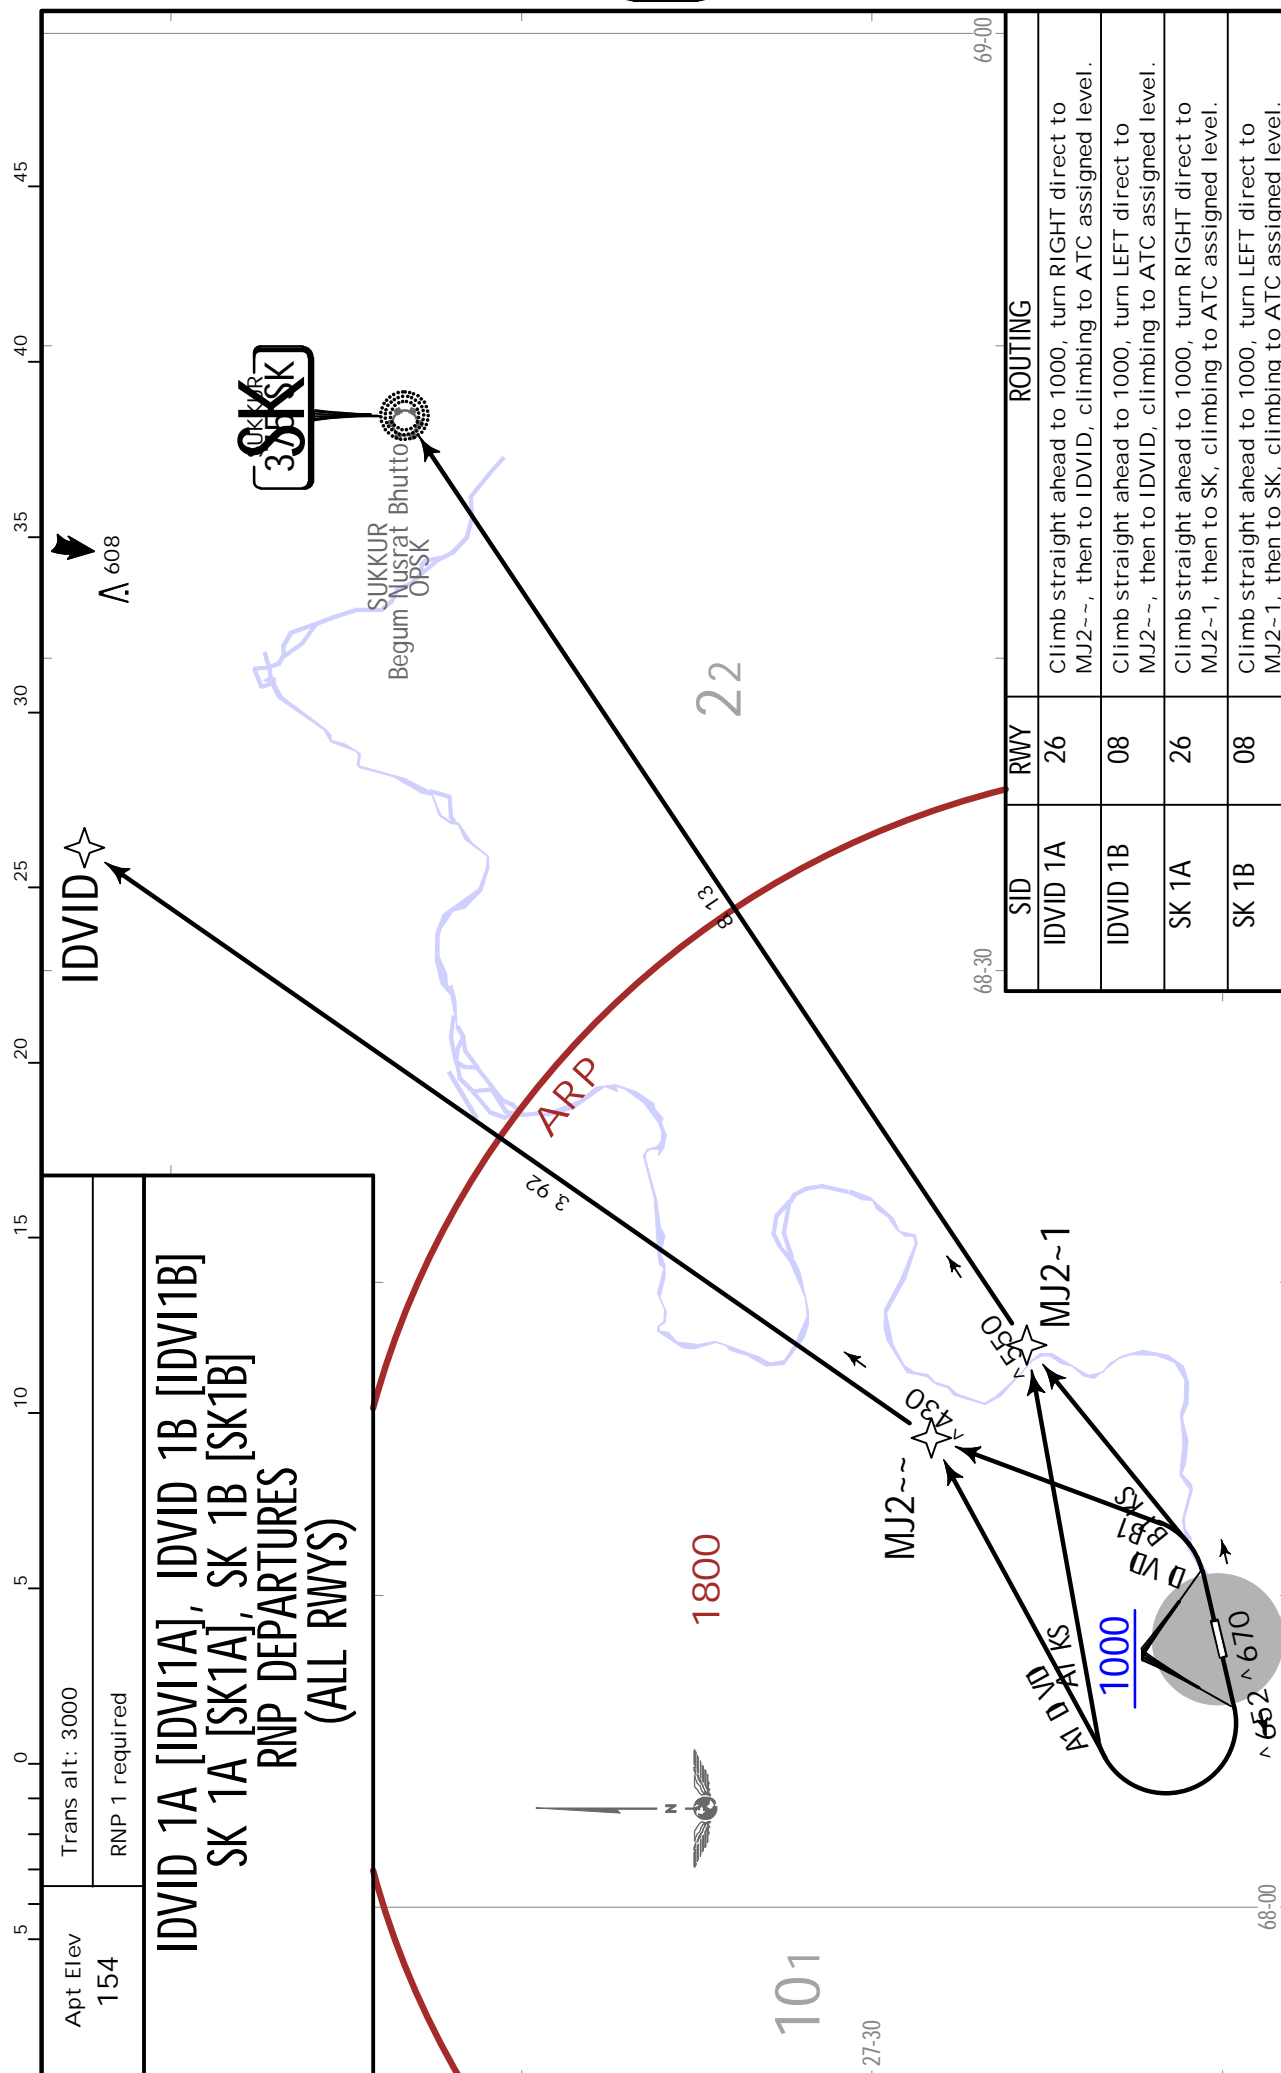 Apt Elev
154
Trans alt: 3000
RNP 1 required
IDVID 1A [IDVI1A], IDVID 1B [IDVI1B]
SK 1A [SK1A], SK 1B [SK1B]
RNP DEPARTURES
(ALL RWYS)
5
0
5
10
15
20
25
30
35
40
45
608
IDVID
SUKKUR
SK
SUKKUR
Begum Nusrat Bhutto
OPSK
ARP
22
8.13
3.92
430
MJ2~~
550
MJ2~1
1800
1000
670
652
N
101
27-30
68-00
68-30
69-00
SID RWY ROUTING
IDVID 1A 26 Climb straight ahead to 1000, turn RIGHT direct to
MJ2~~, then to IDVID, climbing to ATC assigned level.
IDVID 1B 08 Climb straight ahead to 1000, turn LEFT direct to
MJ2~~, then to IDVID, climbing to ATC assigned level.
SK 1A 26 Climb straight ahead to 1000, turn RIGHT direct to
MJ2~1, then to SK, climbing to ATC assigned level.
SK 1B 08 Climb straight ahead to 1000, turn LEFT direct to
MJ2~1, then to SK, climbing to ATC assigned level.